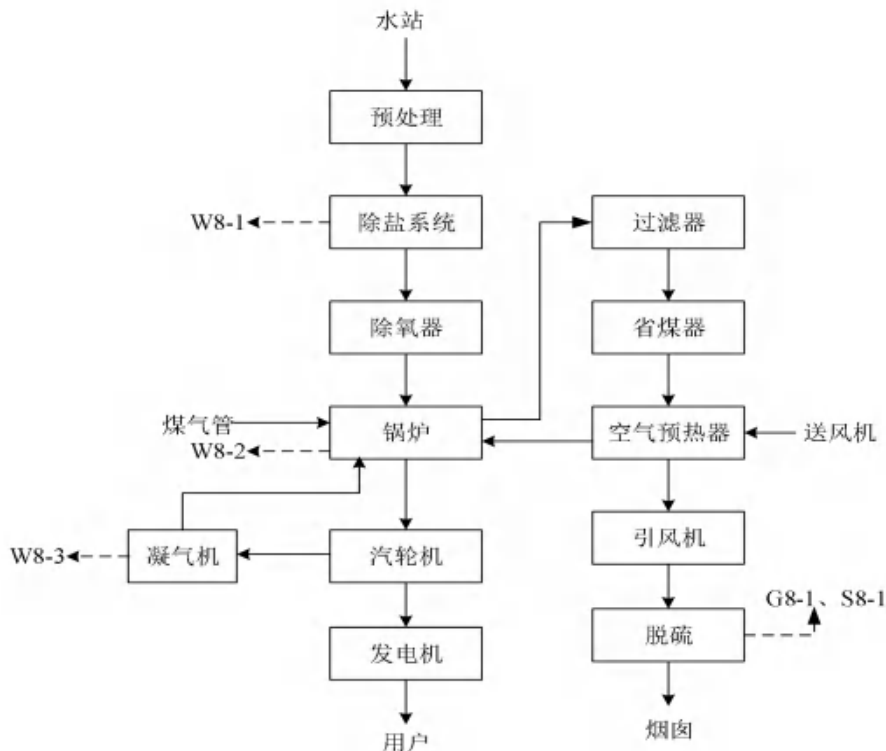 水站
预处理
W8-1
除盐系统
过滤器
除氧器
省煤器
煤气管
锅炉
空气预热器
送风机
W8-2
W8-3
凝气机
汽轮机
引风机
G8-1、S8-1
脱硫
发电机
用户
烟囱